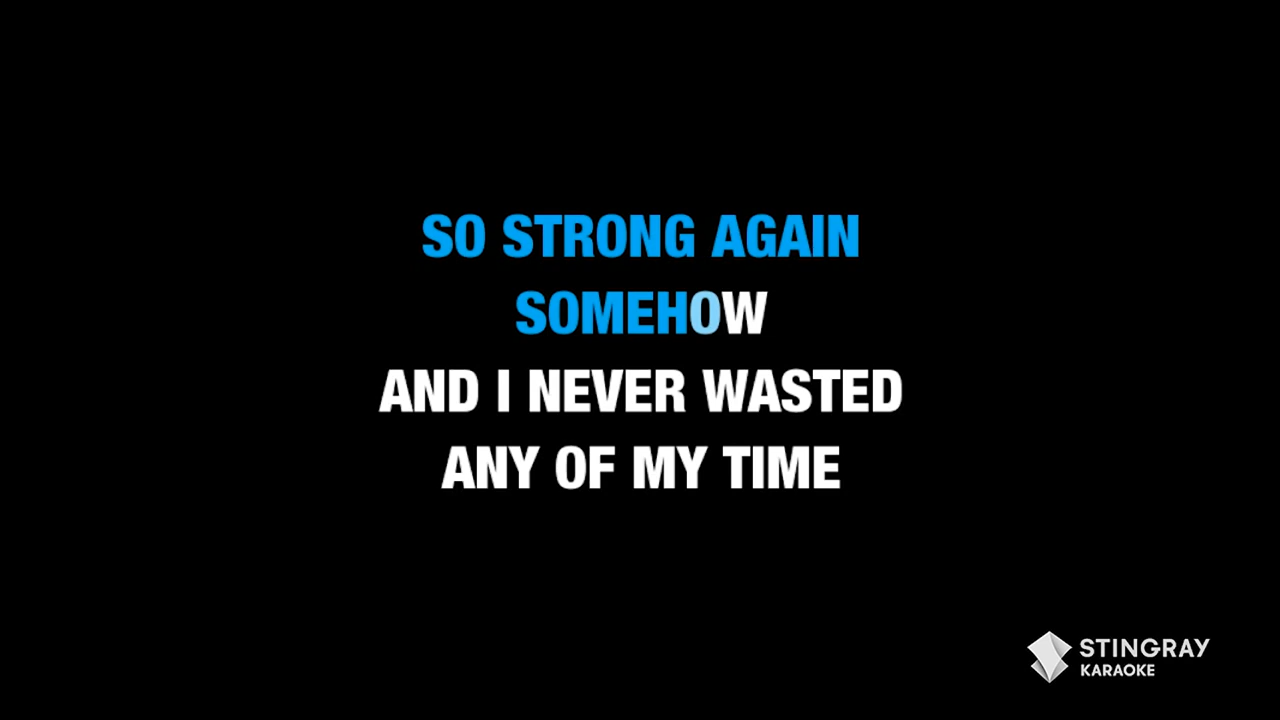 SO STRONG AGAIN
SOMEHOW
AND I NEVER WASTED
ANY OF MY TIME
STINGRAY
KARAOKE